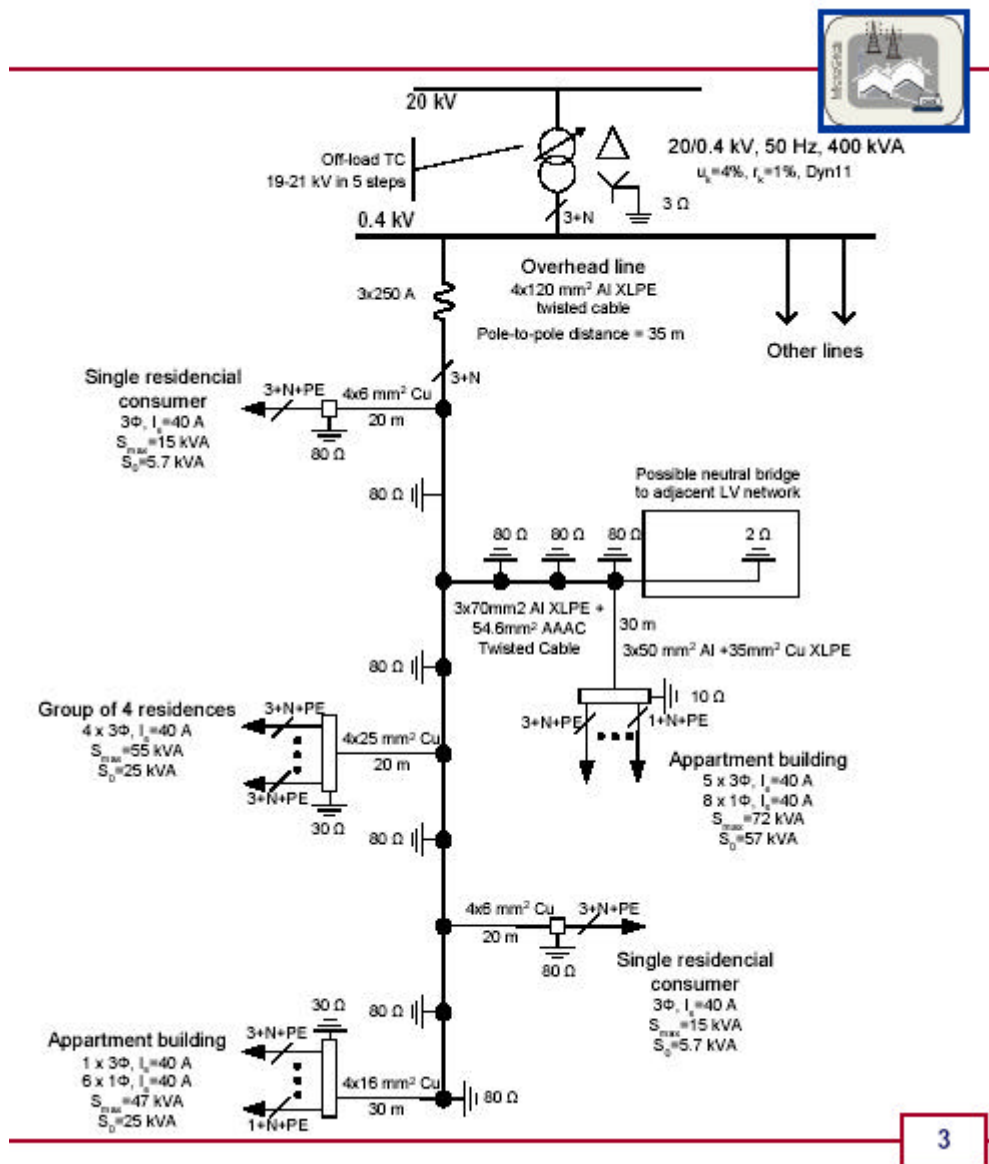 MicroGrids
20 kV
Off-load TC
19-21 kV in 5 steps
20/0.4 kV, 50 Hz, 400 kVA
uk=4%, rk=1%, Dyn11
3 Ω
3+N
0.4 kV
Overhead line
4x120 mm² Al XLPE
twisted cable
Pole-to-pole distance = 35 m
3x250 A
Other lines
3+N
Single residencial
consumer
3Φ, Is=40 A
Smax=15 kVA
S0=5.7 kVA
3+N+PE
4x6 mm² Cu
20 m
80 Ω
80 Ω
Possible neutral bridge
to adjacent LV network
80 Ω
80 Ω
80 Ω
2 Ω
3x70mm2 Al XLPE +
54.6mm² AAAC
Twisted Cable
30 m
3x50 mm² Al +35mm² Cu XLPE
80 Ω
10 Ω
3+N+PE
1+N+PE
Appartment building
5 x 3Φ, Is=40 A
8 x 1Φ, Is=40 A
Smax=72 kVA
S0=57 kVA
Group of 4 residences
4 x 3Φ, Is=40 A
Smax=55 kVA
S0=25 kVA
3+N+PE
4x25 mm² Cu
20 m
3+N+PE
30 Ω
80 Ω
4x6 mm² Cu
20 m
3+N+PE
80 Ω
Single residencial
consumer
3Φ, Is=40 A
Smax=15 kVA
S0=5.7 kVA
80 Ω
30 Ω
Appartment building
1 x 3Φ, Is=40 A
6 x 1Φ, Is=40 A
Smax=47 kVA
S0=25 kVA
3+N+PE
4x16 mm² Cu
30 m
1+N+PE
80 Ω
3